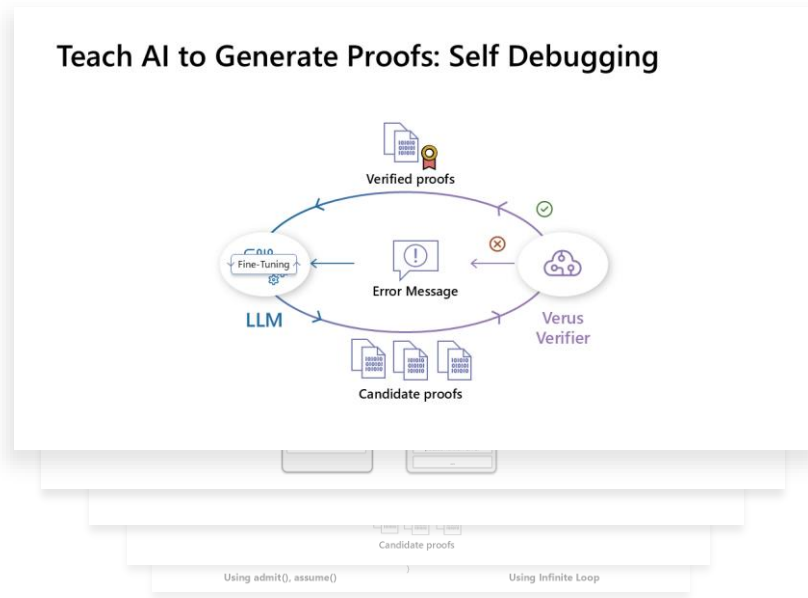 Teach AI to Generate Proofs: Self Debugging
Verified proofs
Fine-Tuning
Error Message
LLM
Verus
Verifier
Candidate proofs
Candidate proofs
Using admit(), assume()
Using Infinite Loop